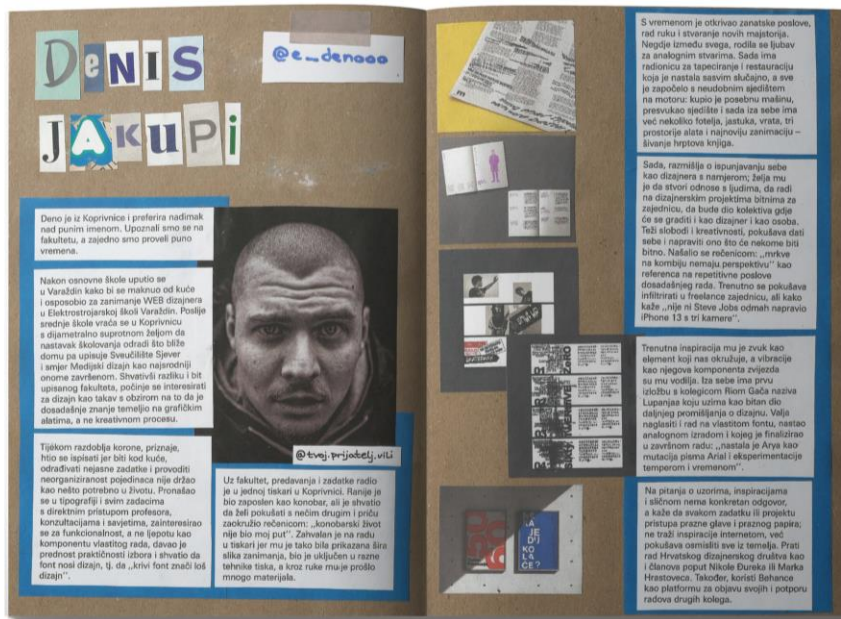 DENIS
JAKUPi
@e_denooo
Deno je iz Koprivnice i preferira nadimak
nad punim imenom. Upoznali smo se na
fakultetu, a zajedno smo proveli puno
vremena.
Nakon osnovne škole uputio se
u Varaždin kako bi se maknuo od kuće
i osposobio za zanimanje WEB dizajnera
u Elektrostrojarskoj školi Varaždin. Poslije
srednje škole vraća se u Koprivnicu
s dijametralno suprotnom željom da
nastavak školovanja odradi što bliže
domu pa upisuje Sveučilište Sjever
i smjer Medijski dizajn kao najsrodniji
onome završenom. Shvativši razliku i bit
upisanog fakulteta, počinje se interesirati
za dizajn kao takav s obzirom na to da je
dosadašnje znanje temeljio na grafičkim
alatima, a ne kreativnom procesu.
Tijekom razdoblja korone, priznaje,
htio se ispisati jer biti kod kuće,
odrađivati nejasne zadatke i provoditi
neorganiziranost pojedinaca nije držao
kao nešto potrebno u životu. Pronašao
se u tipografiji i svim zadacima
s direktnim pristupom profesora,
konzultacijama i savjetima, zainteresirao
se za funkcionalnost, a ne ljepotu kao
komponentu vlastitog rada, davao je
prednost praktičnosti izbora i shvatio da
font nosi dizajn, tj. da „krivi font znači loš
dizajn".
@tvoj.prijatelj.vili
Uz fakultet, predavanja i zadatke radio
je u jednoj tiskari u Koprivnici. Ranije je
bio zaposlen kao konobar, ali je shvatio
da želi pokušati s nečim drugim i priču
zaokružio rečenicom: „konobarski život
nije bio moj put". Zahvalan je na radu
u tiskari jer mu je tako bila prikazana šira
slika zanimanja, bio je uključen u razne
tehnike tiska, a kroz ruke mu je prošlo
mnogo materijala.
S vremenom je otkrivao zanatske poslove,
rad ruku i stvaranje novih majstorija.
Negdje između svega, rodila se ljubav
za analognim stvarima. Sada ima
radionicu za tapeciranje i restauraciju
koja je nastala sasvim slučajno, a sve
je započelo s neudobnim sjedištem
na motoru: kupio je posebnu mašinu,
presvukao sjedište i sada iza sebe ima
već nekoliko fotelja, jastuka, vrata, tri
prostorije alata i najnoviju zanimaciju –
šivanje hrptova knjiga.
Sada, razmišlja o ispunjavanju sebe
kao dizajnera s namjerom; želja mu
je da stvori odnose s ljudima, da radi
na dizajnerskim projektima bitnima za
zajednicu, da bude dio kolektiva gdje
će se graditi i kao dizajner i kao osoba.
Teži slobodi i kreativnosti, pokušava dati
sebe i napraviti ono što će nekome biti
bitno. Našalio se rečenicom: „mrkve
na kombiju nemaju perspektivu" kao
referenca na repetitivne poslove
dosadašnjeg rada. Trenutno se pokušava
infiltrirati u freelance zajednicu, ali kako
kaže „nije ni Steve Jobs odmah napravio
iPhone 13 s tri kamere".
Trenutna inspiracija mu je zvuk kao
element koji nas okružuje, a vibracije
kao njegova komponenta zvijezda
su mu vodilja. Iza sebe ima prvu
izložbu s kolegicom Riom Gača naziva
Lupanjaa koju uzima kao bitan dio
daljnjeg promišljanja o dizajnu. Valja
naglasiti i rad na vlastitom fontu, nastao
analognom izradom i kojeg je finalizirao
u završnom radu: „nastala je Arya kao
mutacija pisma Arial i eksperimentacije
temperom i vremenom".
DJ
KO
LA
ČE?
Na pitanja o uzorima, inspiracijama
i sličnom nema konkretan odgovor,
a kaže da svakom zadatku ili projektu
pristupa prazne glave i praznog papira;
ne traži inspiracije internetom, već
pokušava osmisliti sve iz temelja. Prati
rad Hrvatskog dizajnerskog društva kao
i članova poput Nikole Đureka ili Marka
Hrastoveca. Također, koristi Behance
kao platformu za objavu svojih i potporu
radova drugih kolega.